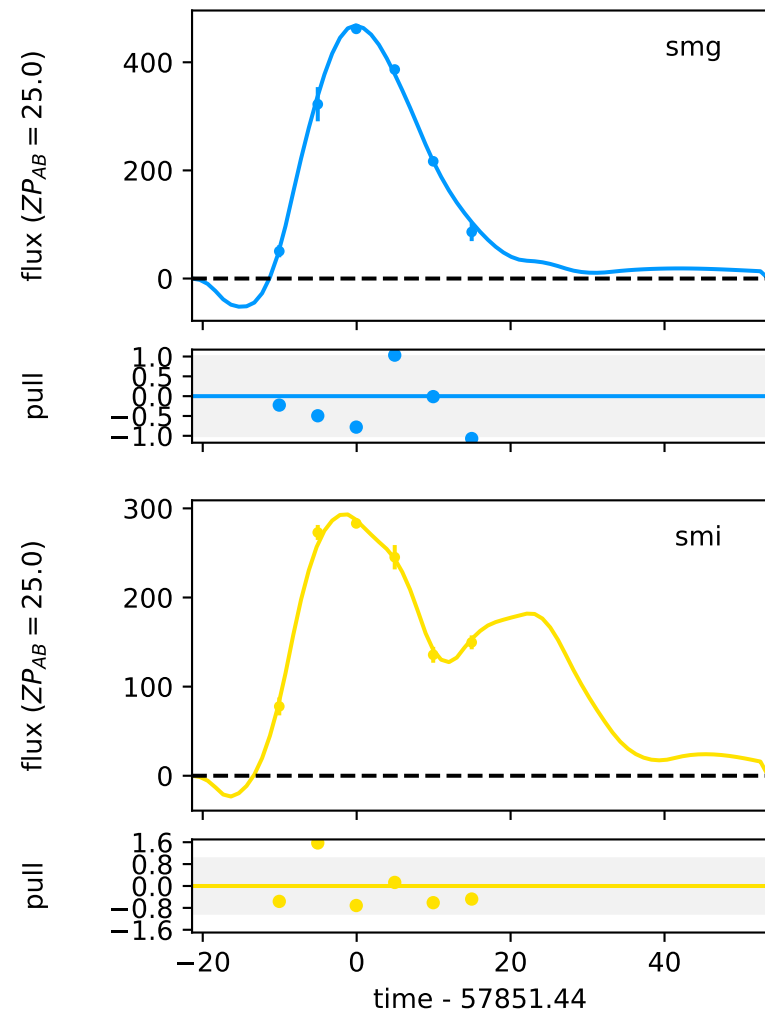 smg
flux (ZP_AB = 25.0)
400
200
0
pull
1.0
0.5
0.0
−0.5
−1.0
smi
flux (ZP_AB = 25.0)
300
200
100
0
pull
1.6
0.8
0.0
−0.8
−1.6
−20 0 20 40
time - 57851.44